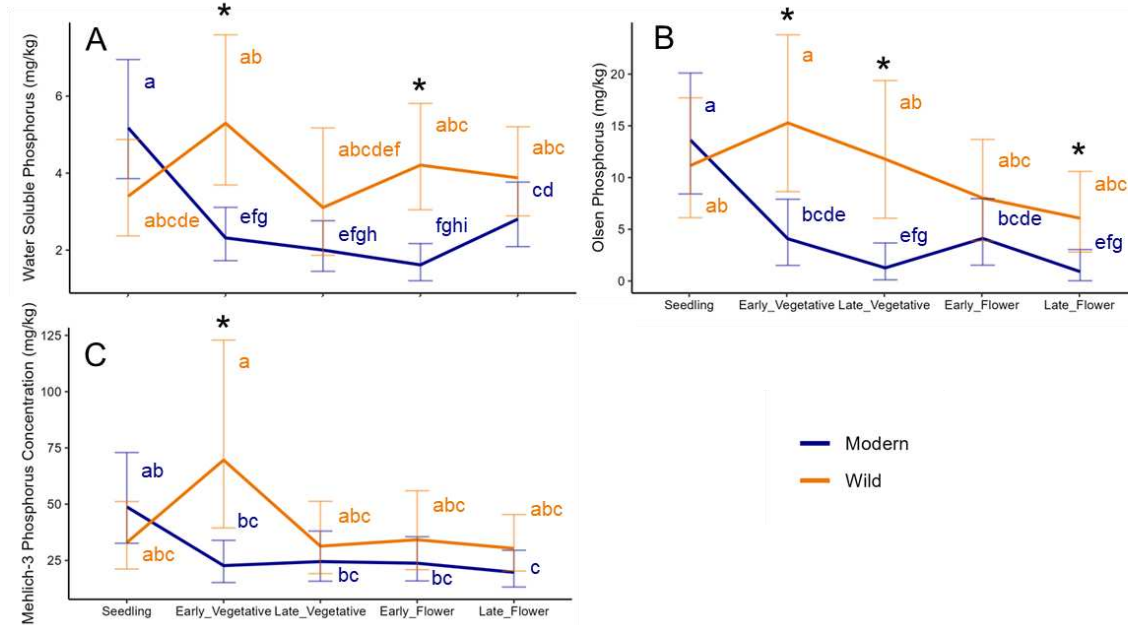 A
Water Soluble Phosphorus (mg/kg)
6
4
2
a
abcde
*
ab
efg
abcdef
efgh
*
abc
fghi
abc
cd
B
Olsen Phosphorus (mg/kg)
20
15
10
5
0
a
ab
*
a
bcde
*
ab
efg
abc
bcde
*
abc
efg
Seedling Early_Vegetative Late_Vegetative Early_Flower Late_Flower
C
Mehlich-3 Phosphorus Concentration (mg/kg)
125
100
75
50
25
ab
abc
*
a
bc
abc
bc
abc
bc
abc
c
Seedling Early_Vegetative Late_Vegetative Early_Flower Late_Flower
Modern
Wild